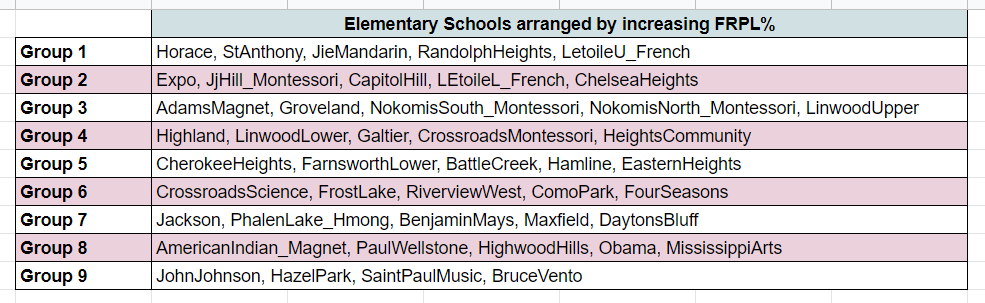 Elementary Schools arranged by increasing FRPL%
Group 1 Horace, StAnthony, JieMandarin, RandolphHeights, LetoileU_French
Group 2 Expo, JjHill_Montessori, CapitolHill, LEtoileL_French, ChelseaHeights
Group 3 AdamsMagnet, Groveland, NokomisSouth_Montessori, NokomisNorth_Montessori, LinwoodUpper
Group 4 Highland, LinwoodLower, Galtier, CrossroadsMontessori, HeightsCommunity
Group 5 CherokeeHeights, FarnsworthLower, BattleCreek, Hamline, EasternHeights
Group 6 CrossroadsScience, FrostLake, RiverviewWest, ComoPark, FourSeasons
Group 7 Jackson, PhalenLake_Hmong, BenjaminMays, Maxfield, DaytonsBluff
Group 8 AmericanIndian_Magnet, PaulWellstone, HighwoodHills, Obama, MississippiArts
Group 9 JohnJohnson, HazelPark, SaintPaulMusic, BruceVento